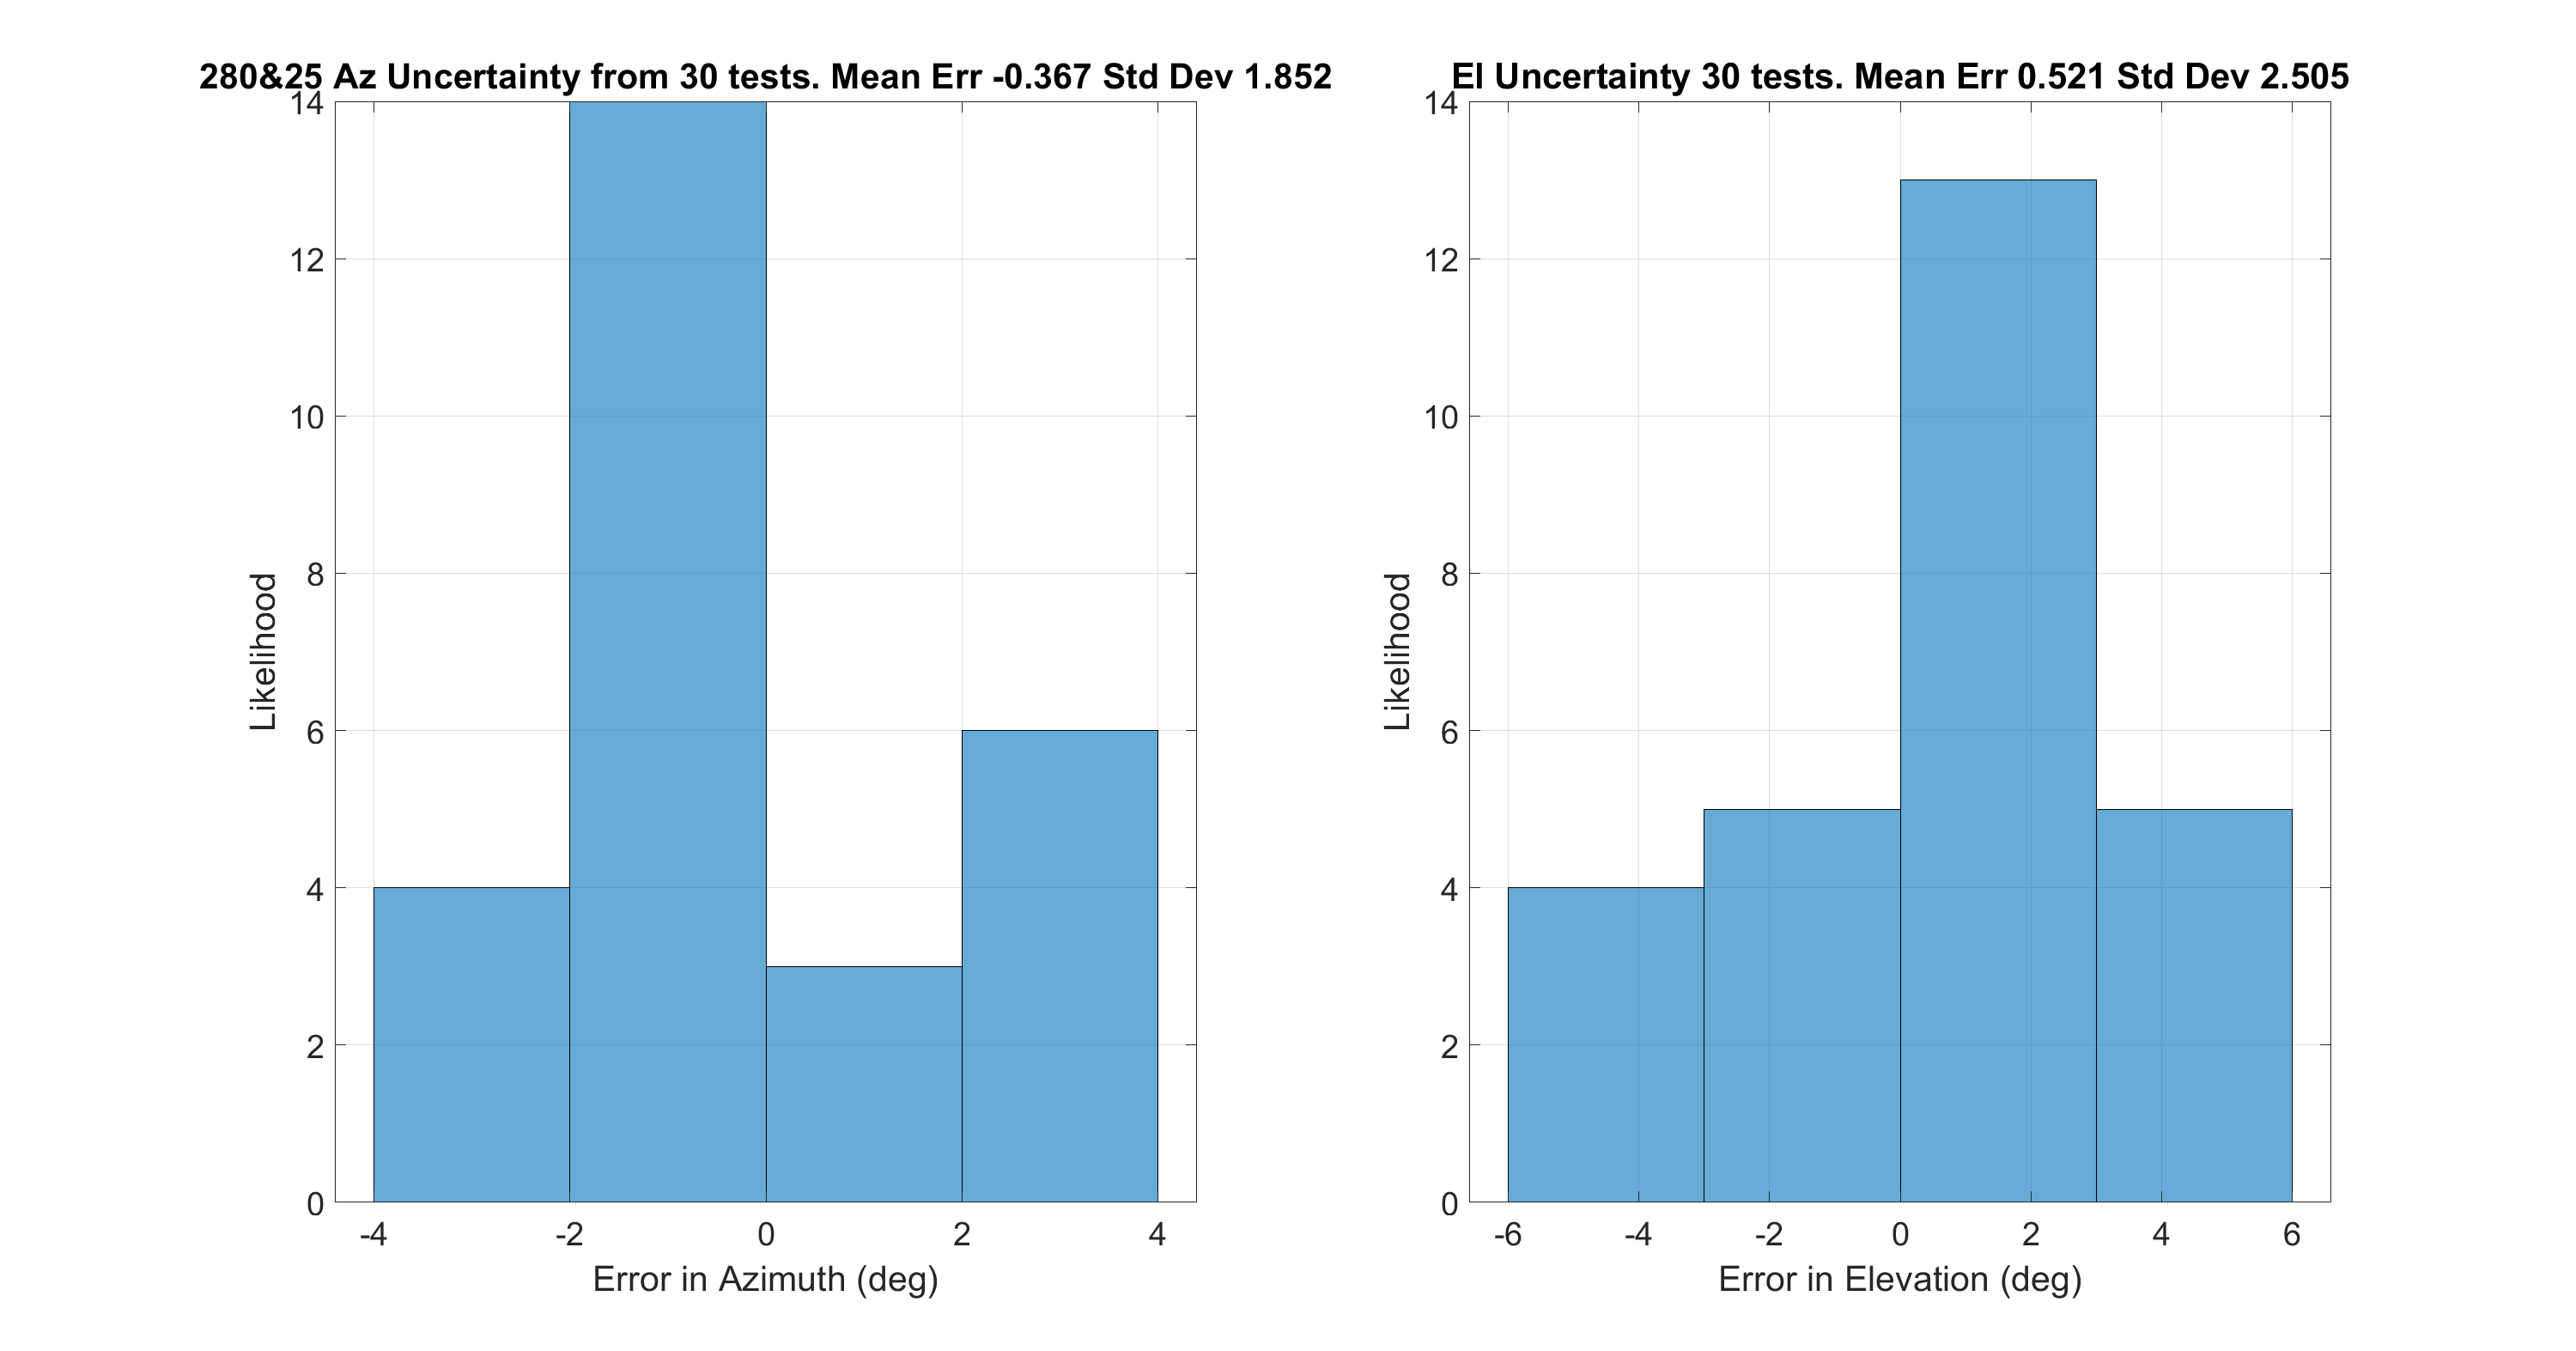 280&25 Az Uncertainty from 30 tests. Mean Err -0.367 Std Dev 1.852
14
12
10
8
6
4
2
0
Likelihood
-4 -2 0 2 4
Error in Azimuth (deg)
El Uncertainty 30 tests. Mean Err 0.521 Std Dev 2.505
14
12
10
8
6
4
2
0
Likelihood
-6 -4 -2 0 2 4 6
Error in Elevation (deg)